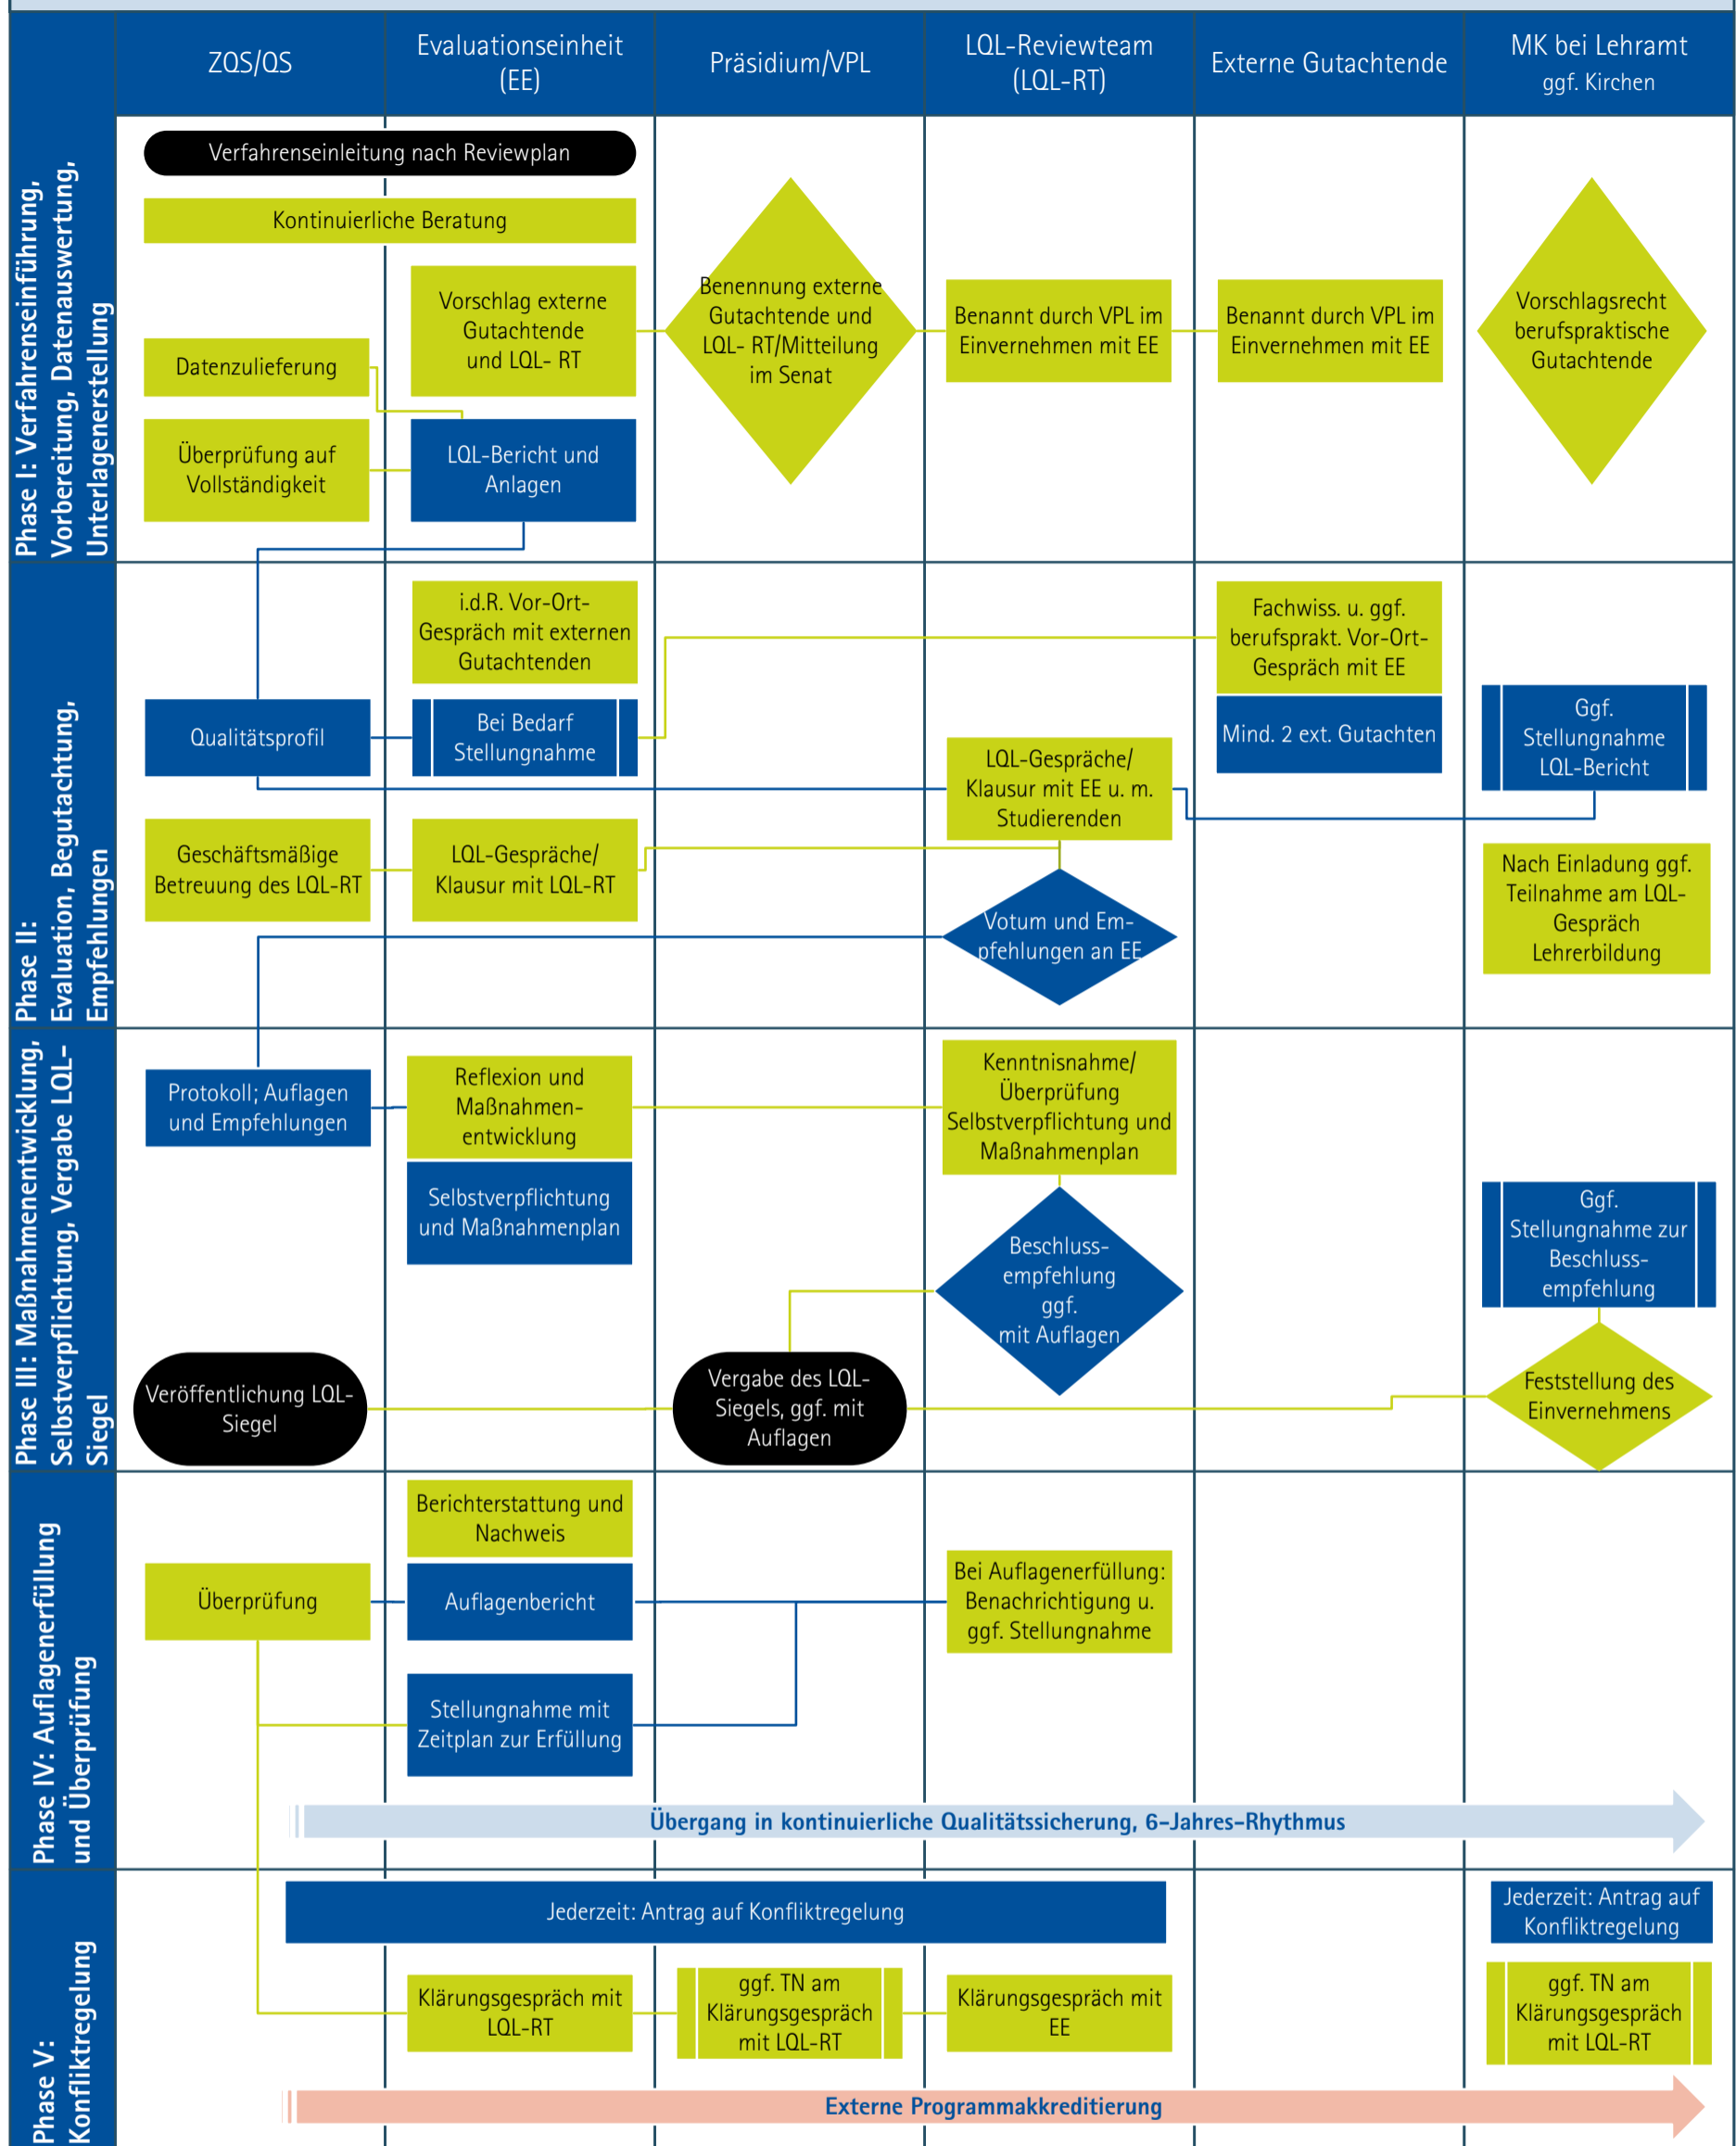 ZQS/QS
Evaluationseinheit
(EE)
Präsidium/VPL
LQL-Reviewteam
(LQL-RT)
Externe Gutachtende
MK bei Lehramt
ggf. Kirchen
Phase I: Verfahrenseinführung,
Vorbereitung, Datenauswertung,
Unterlagenerstellung
Verfahrenseinleitung nach Reviewplan
Kontinuierliche Beratung
Datenzulieferung
Überprüfung auf
Vollständigkeit
Vorschlag externe
Gutachtende
und LQL- RT
LQL-Bericht und
Anlagen
Benennung externe
Gutachtende und
LQL- RT/Mitteilung
im Senat
Benannt durch VPL im
Einvernehmen mit EE
Benannt durch VPL im
Einvernehmen mit EE
Vorschlagsrecht
berufspraktische
Gutachtende
Phase II:
Evaluation, Begutachtung,
Empfehlungen
Qualitätsprofil
Geschäftsmäßige
Betreuung des LQL-RT
i.d.R. Vor-Ort-
Gespräch mit externen
Gutachtenden
Bei Bedarf
Stellungnahme
LQL-Gespräche/
Klausur mit LQL-RT
LQL-Gespräche/
Klausur mit EE u. m.
Studierenden
Votum und Em-
pfehlungen an EE
Fachwiss. u. ggf.
berufsprakt. Vor-Ort-
Gespräch mit EE
Mind. 2 ext. Gutachten
Ggf.
Stellungnahme
LQL-Bericht
Nach Einladung ggf.
Teilnahme am LQL-
Gespräch
Lehrerbildung
Phase III: Maßnahmenentwicklung,
Selbstverpflichtung, Vergabe LQL-
Siegel
Protokoll; Auflagen
und Empfehlungen
Veröffentlichung LQL-
Siegel
Reflexion und
Maßnahmen-
entwicklung
Selbstverpflichtung
und Maßnahmenplan
Vergabe des LQL-
Siegels, ggf. mit
Auflagen
Kenntnisnahme/
Überprüfung
Selbstverpflichtung und
Maßnahmenplan
Beschluss-
empfehlung
ggf.
mit Auflagen
Ggf.
Stellungnahme zur
Beschluss-
empfehlung
Feststellung des
Einvernehmens
Phase IV: Auflagenerfüllung
und Überprüfung
Überprüfung
Berichterstattung und
Nachweis
Auflagenbericht
Stellungnahme mit
Zeitplan zur Erfüllung
Bei Auflagenerfüllung:
Benachrichtigung u.
ggf. Stellungnahme
Übergang in kontinuierliche Qualitätssicherung, 6-Jahres-Rhythmus
Phase V:
Konfliktregelung
Jederzeit: Antrag auf Konfliktregelung
Jederzeit: Antrag auf
Konfliktregelung
Klärungsgespräch mit
LQL-RT
ggf. TN am
Klärungsgespräch
mit LQL-RT
Klärungsgespräch mit
EE
ggf. TN am
Klärungsgespräch
mit LQL-RT
Externe Programmakkreditierung